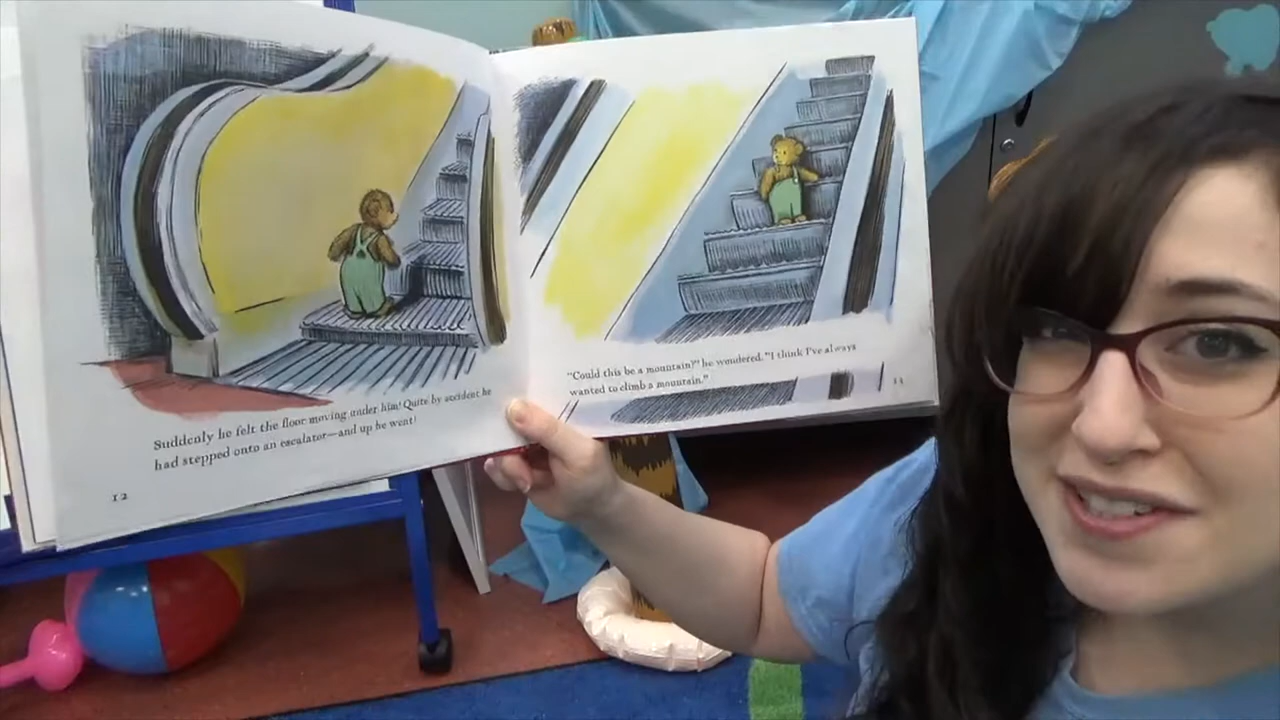 Suddenly he felt the floor moving under him! Quite by accident he
had stepped onto an escalator—and up he went!
12
"Could this be a mountain?" he wondered. "I think I've always
wanted to climb a mountain."
13